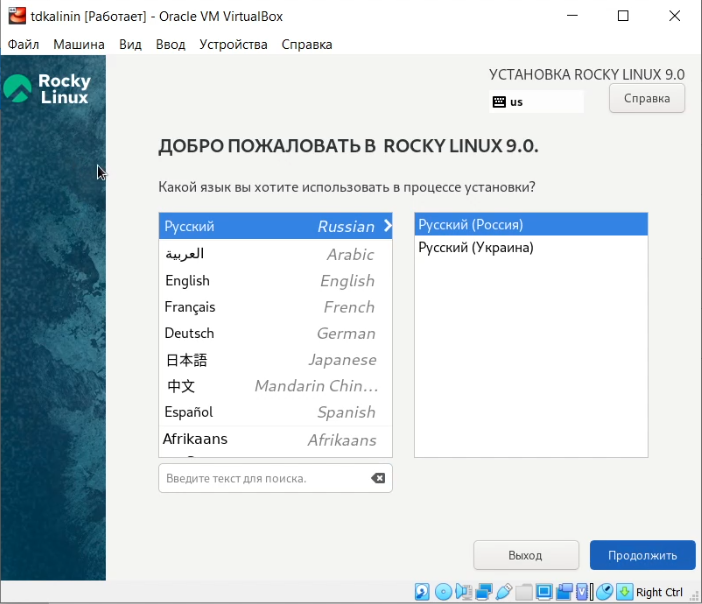 tdkalinin [Работает] - Oracle VM VirtualBox
Файл Машина Вид Ввод Устройства Справка
Rocky
Linux
УСТАНОВКА ROCKY LINUX 9.0
us
Справка
ДОБРО ПОЖАЛОВАТЬ В ROCKY LINUX 9.0.
Какой язык вы хотите использовать в процессе установки?
Русский Russian
العربية Arabic
English English
Français French
Deutsch German
日本語 Japanese
中文 Mandarin Chin...
Español Spanish
Afrikaans Afrikaans
Русский (Россия)
Русский (Украина)
Введите текст для поиска.
Выход
Продолжить
Right Ctrl